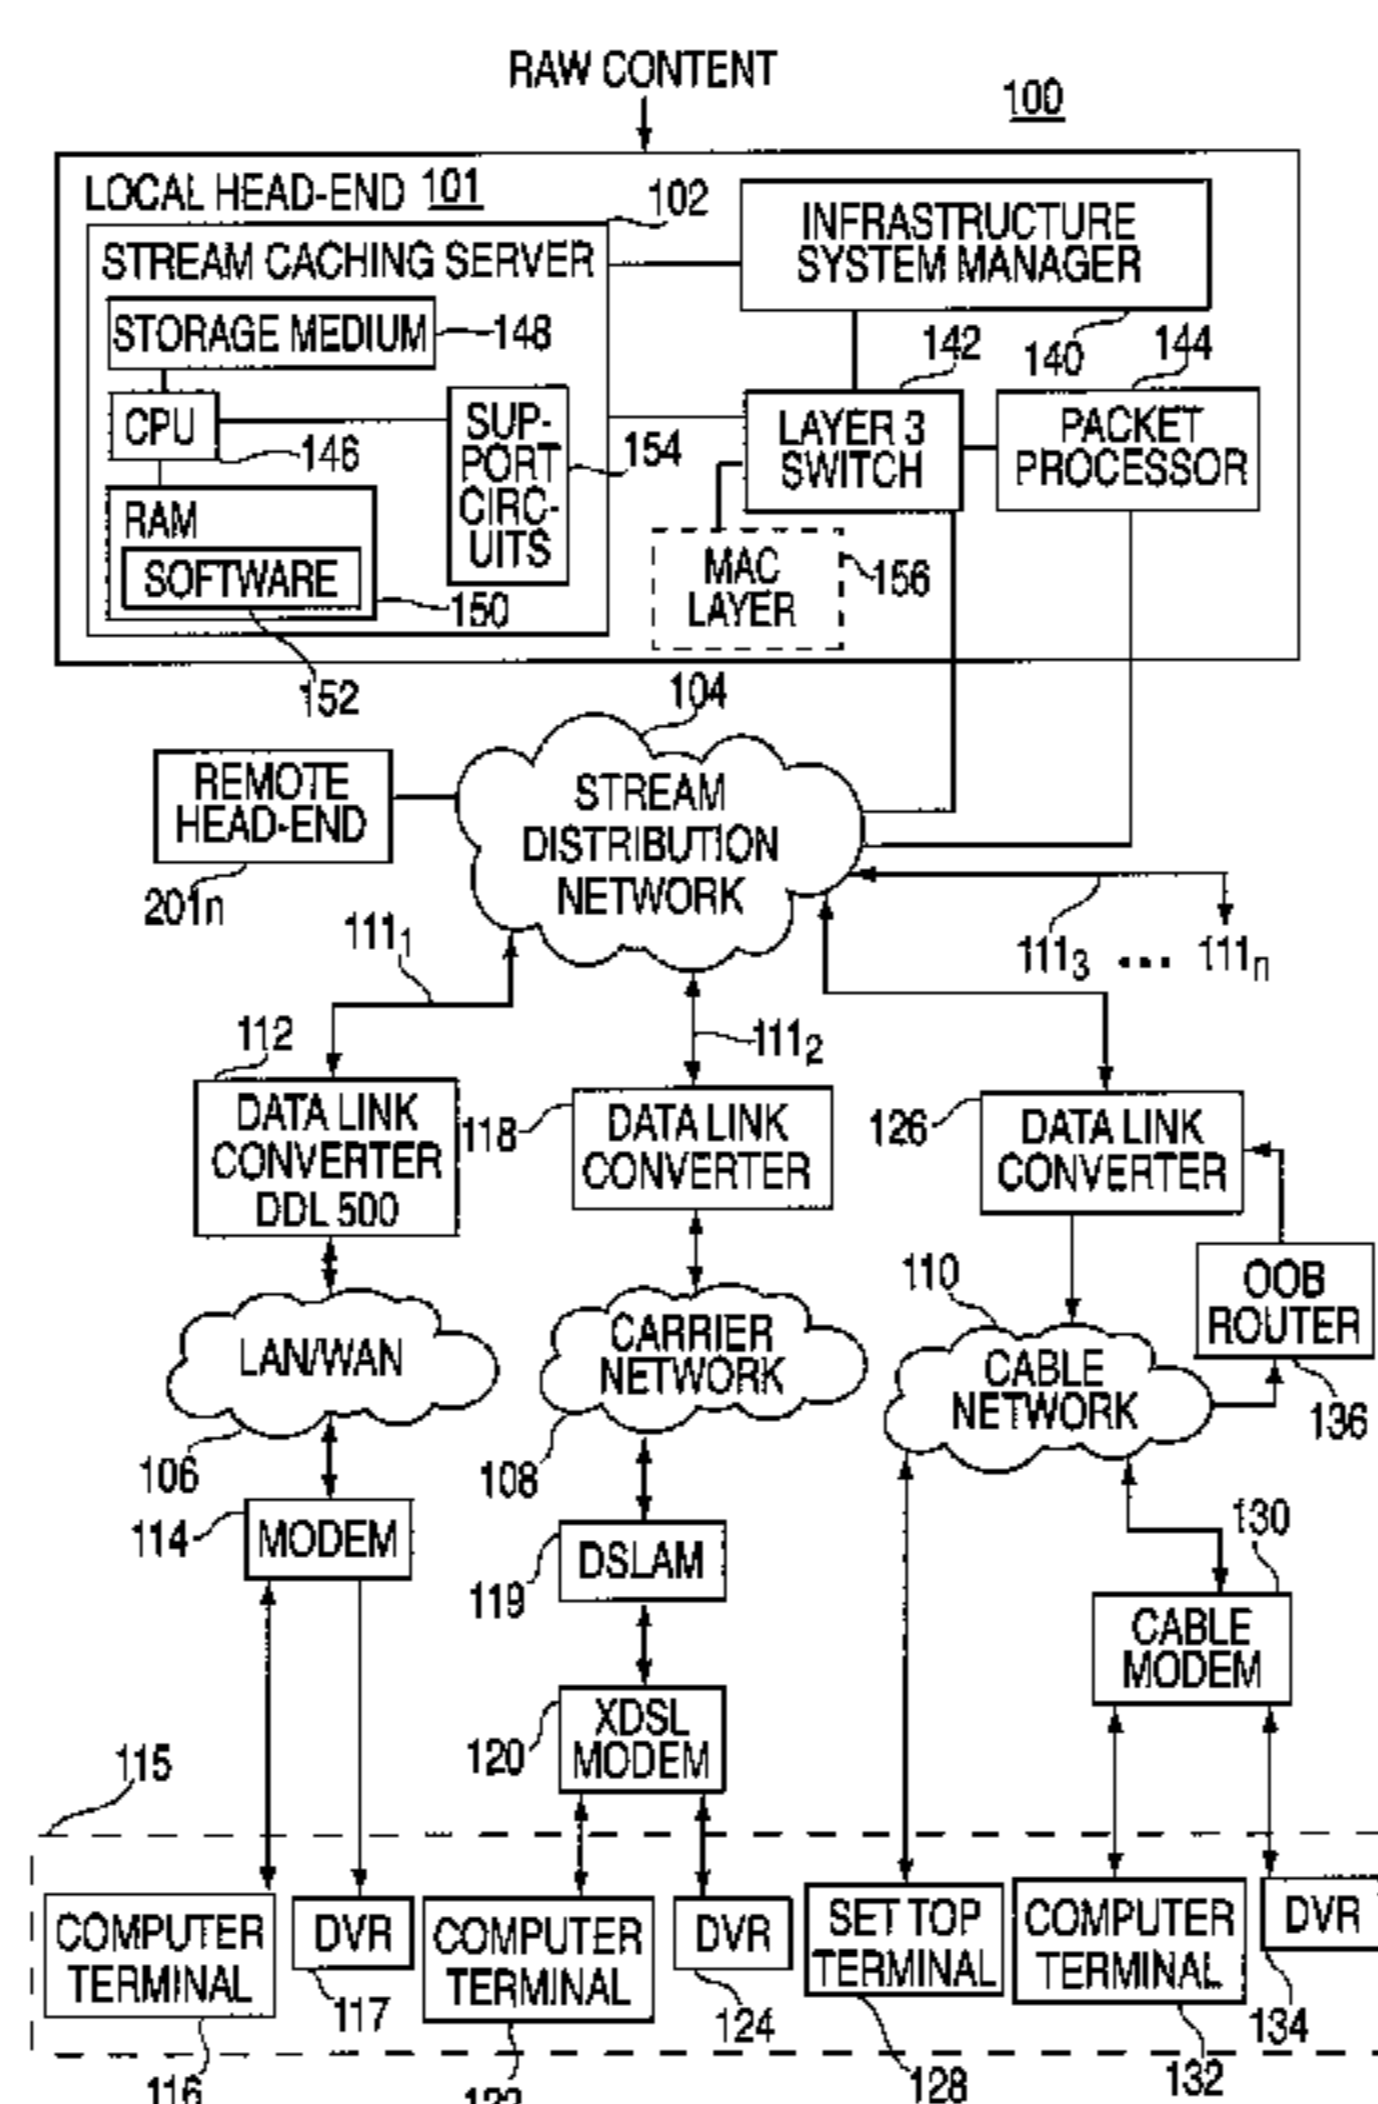 RAW CONTENT
100
LOCAL HEAD-END 101
102
STREAM CACHING SERVER
INFRASTRUCTURE
SYSTEM MANAGER
STORAGE MEDIUM
148
142
140
144
CPU
146
SUP-
PORT
CIRC-
UITS
154
LAYER 3
SWITCH
PACKET
PROCESSOR
RAM
SOFTWARE
150
MAC
LAYER
156
152
104
REMOTE
HEAD-END
201n
STREAM
DISTRIBUTION
NETWORK
111₁
111₃ ... 111ₙ
112
111₂
DATA LINK
CONVERTER
DDL 500
118
DATA LINK
CONVERTER
126
DATA LINK
CONVERTER
110
OOB
ROUTER
136
LAN/WAN
CARRIER
NETWORK
CABLE
NETWORK
106
108
114
MODEM
DSLAM
119
130
CABLE
MODEM
XDSL
MODEM
120
115
COMPUTER
TERMINAL
DVR
COMPUTER
TERMINAL
DVR
SET TOP
TERMINAL
COMPUTER
TERMINAL
DVR
117
124
134
116
128
132